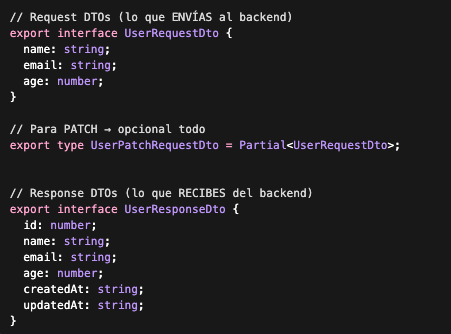 // Request DTOs (lo que ENVÍAS al backend)
export interface UserRequestDto {
  name: string;
  email: string;
  age: number;
}

// Para PATCH → opcional todo
export type UserPatchRequestDto = Partial<UserRequestDto>;

// Response DTOs (lo que RECIBES del backend)
export interface UserResponseDto {
  id: number;
  name: string;
  email: string;
  age: number;
  createdAt: string;
  updatedAt: string;
}